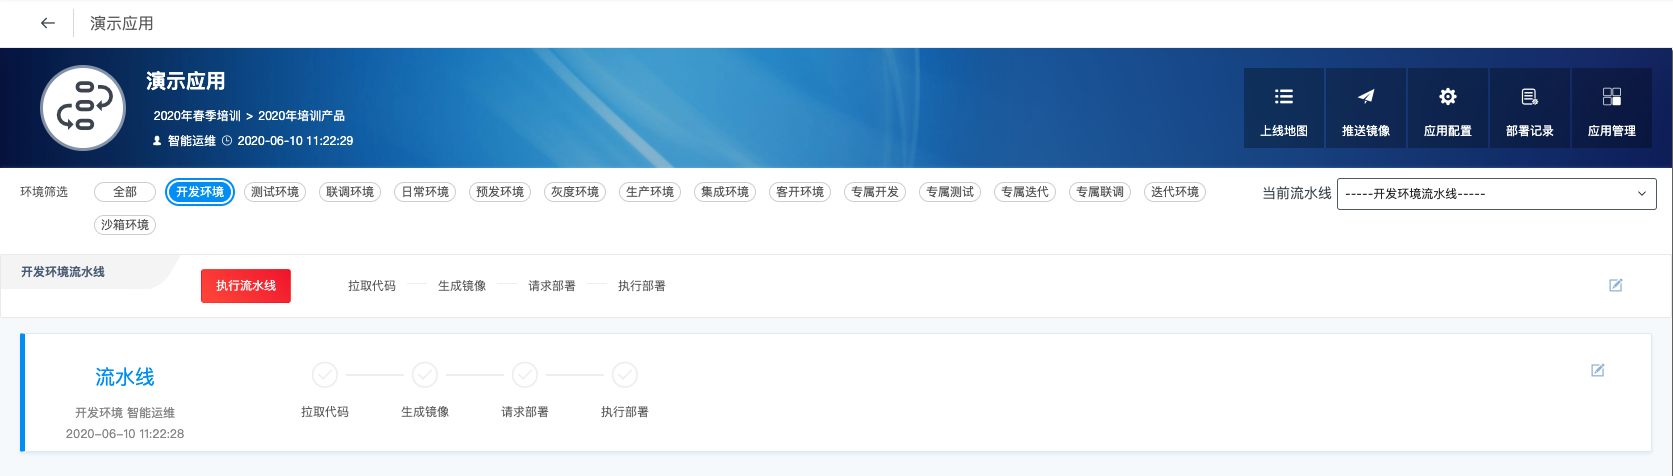 演示应用
演示应用
2020年春季培训 > 2020年培训产品
智能运维 2020-06-10 11:22:29
上线地图 推送镜像 应用配置 部署记录 应用管理
环境筛选 全部 开发环境 测试环境 联调环境 日常环境 预发环境 灰度环境 生产环境 集成环境 客开环境 专属开发 专属测试 专属迭代 专属联调 迭代环境 当前流水线 -----开发环境流水线-----
沙箱环境
开发环境流水线
执行流水线 拉取代码 生成镜像 请求部署 执行部署
流水线
开发环境 智能运维
2020-06-10 11:22:28
拉取代码 生成镜像 请求部署 执行部署